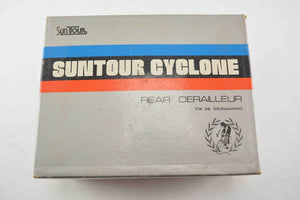 SunTour
SUNTOUR CYCLONE
REAR DERAILLEUR
FOR THE DISCRIMINATING